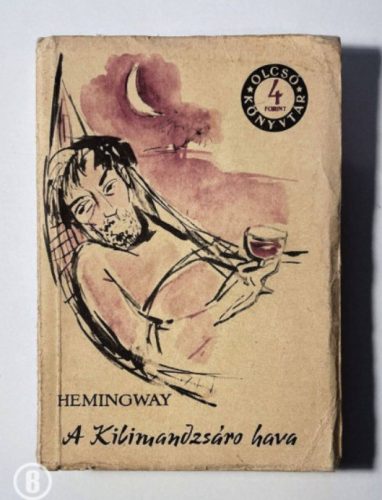 OLCSÓ
4
FORINT
KÖNYVTÁR
HEMINGWAY
A Kilimandzsáro hava
B